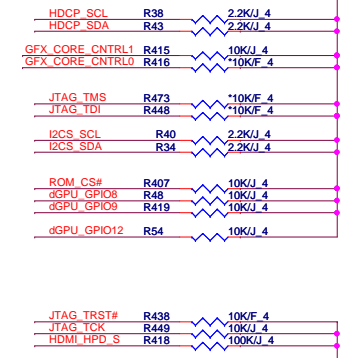 HDCP_SCL R38 2.2K/J_4
HDCP_SDA R43 2.2K/J_4
GFX_CORE_CNTRL1 R415 10K/J_4
GFX_CORE_CNTRL0 R416 *10K/F_4
JTAG_TMS R473 *10K/F_4
JTAG_TDI R448 *10K/F_4
I2CS_SCL R40 2.2K/J_4
I2CS_SDA R34 2.2K/J_4
ROM_CS# R407 10K/J_4
dGPU_GPIO8 R48 10K/J_4
dGPU_GPIO9 R419 10K/J_4
dGPU_GPIO12 R54 10K/J_4
JTAG_TRST# R438 10K/F_4
JTAG_TCK R449 10K/J_4
HDMI_HPD_S R418 100K/J_4